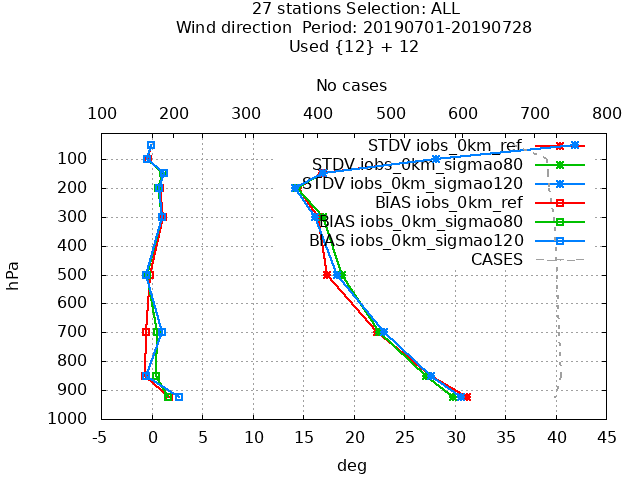 27 stations Selection: ALL
Wind direction  Period: 20190701-20190728
Used {12} + 12
No cases
100 200 300 400 500 600 700 800
STDV iobs_0km_ref
STDV iobs_0km_sigmao80
STDV iobs_0km_sigmao120
BIAS iobs_0km_ref
BIAS iobs_0km_sigmao80
BIAS iobs_0km_sigmao120
CASES
hPa
100
200
300
400
500
600
700
800
900
1000
-5 0 5 10 15 20 25 30 35 40 45
deg